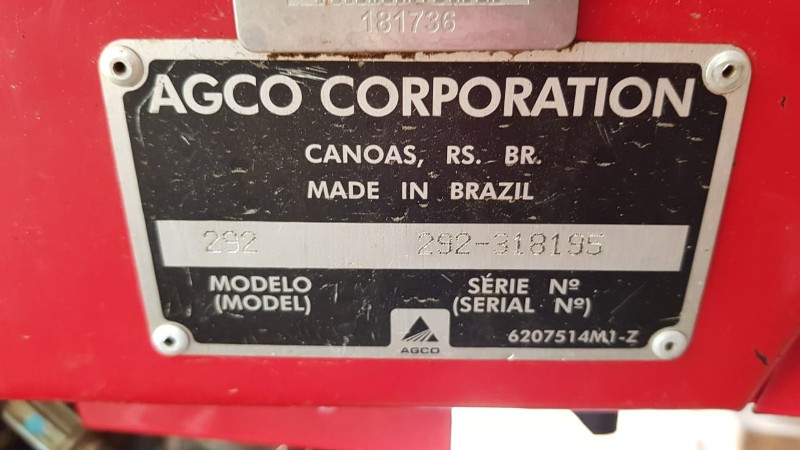 181736
AGCO CORPORATION
CANOAS, RS. BR.
MADE IN BRAZIL
292 292-318195
MODELO SÉRIE Nº
(MODEL) (SERIAL Nº)
AGCO 6207514M1-Z